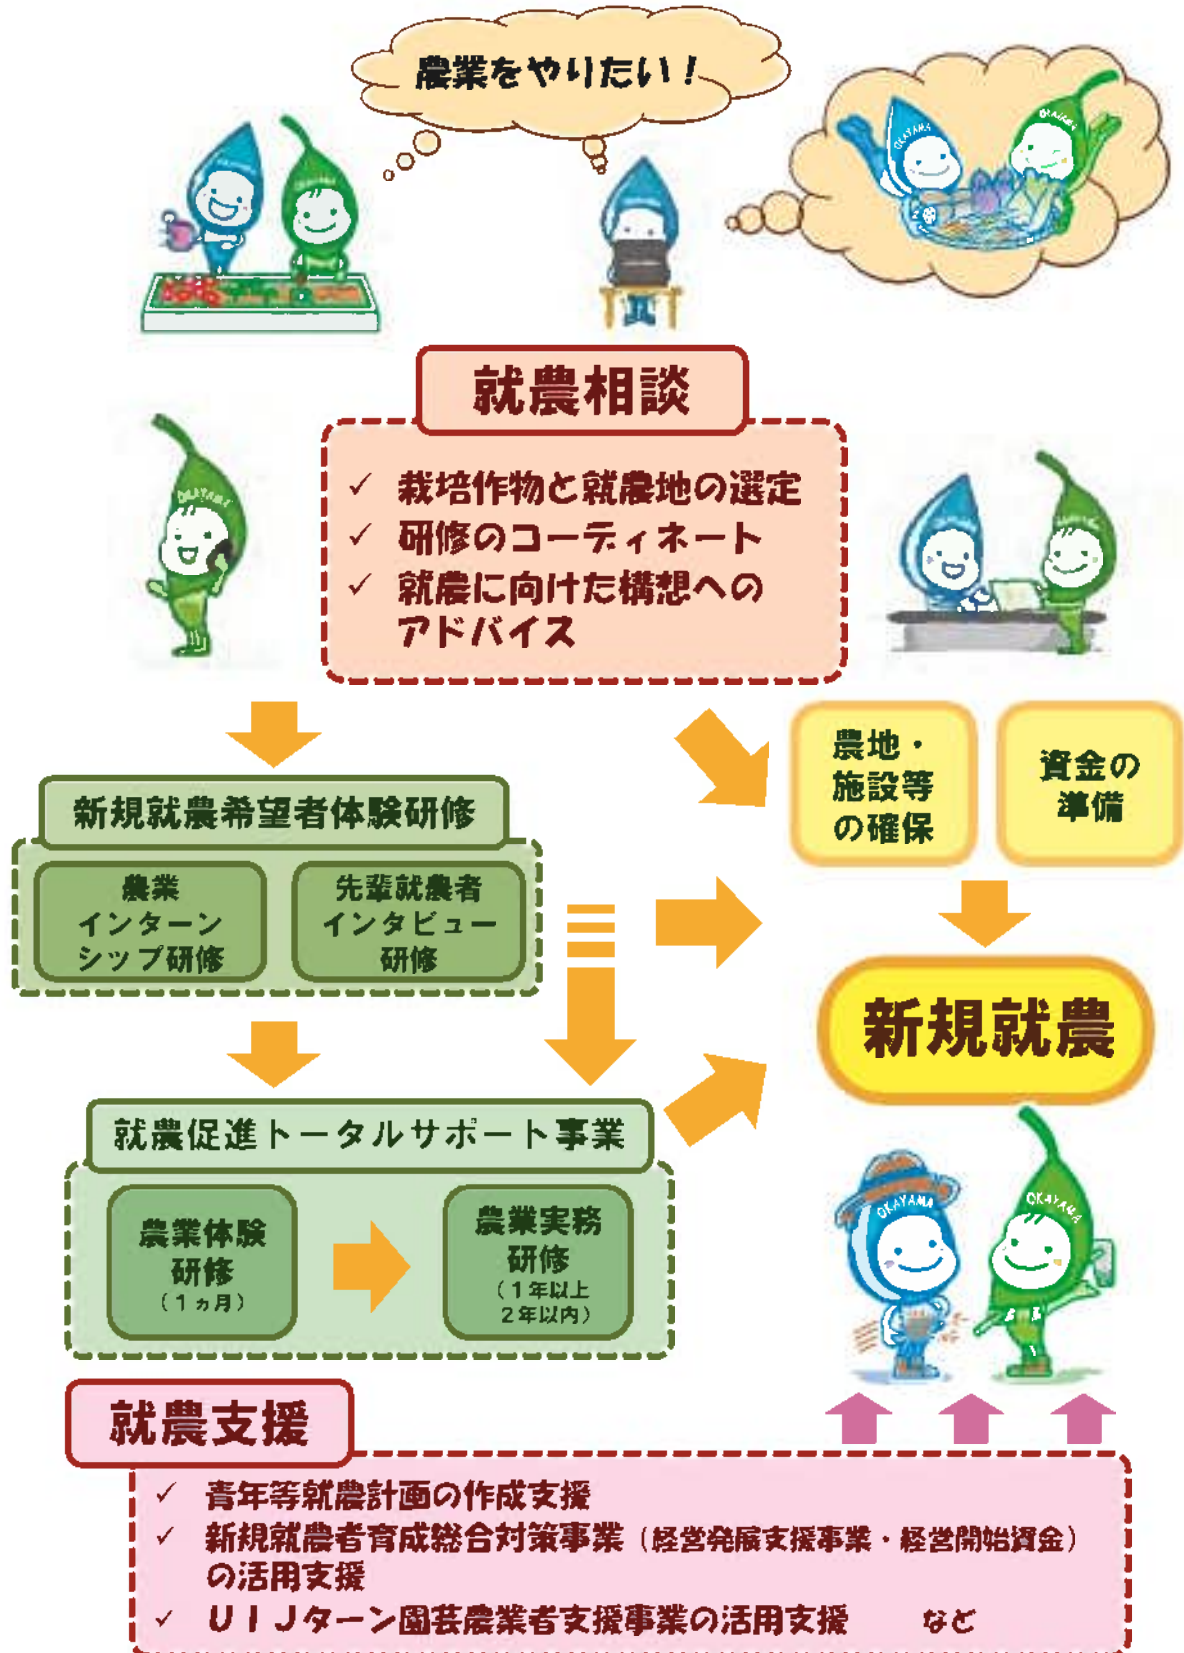 農業をやりたい！
OKAYAMA
OKAYAMA
OKAYAMA
就農相談
✓ 栽培作物と就農地の選定
✓ 研修のコーディネート
✓ 就農に向けた構想への
アドバイス
OKAYAMA
農地・
施設等
の確保
資金の
準備
新規就農希望者体験研修
農業
インターン
シップ研修
先輩就農者
インタビュー
研修
新規就農
就農促進トータルサポート事業
農業体験
研修
（１ヵ月）
農業実務
研修
（１年以上
２年以内）
OKAYAMA
OKAYAMA
就農支援
✓ 青年等就農計画の作成支援
✓ 新規就農者育成総合対策事業（経営発展支援事業・経営開始資金）
の活用支援
✓ ＵＩＪターン園芸農業者支援事業の活用支援　など